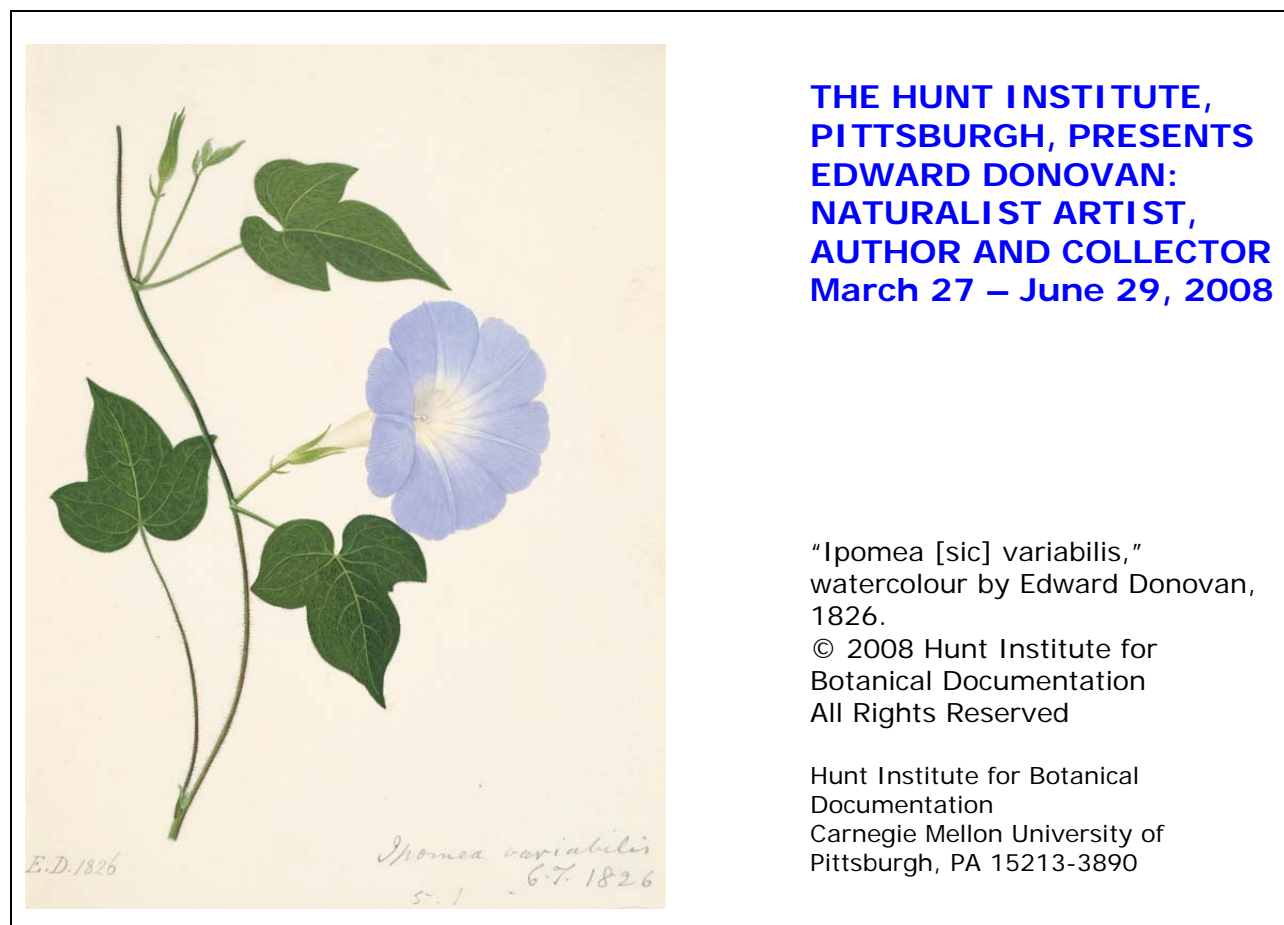 THE HUNT INSTITUTE,
PITTSBURGH, PRESENTS
EDWARD DONOVAN:
NATURALIST ARTIST,
AUTHOR AND COLLECTOR
March 27 – June 29, 2008
"Ipomea [sic] variabilis,"
watercolour by Edward Donovan,
1826.
© 2008 Hunt Institute for
Botanical Documentation
All Rights Reserved
Hunt Institute for Botanical
Documentation
Carnegie Mellon University of
Pittsburgh, PA 15213-3890
E.D. 1826
Ipomea variabilis
1826